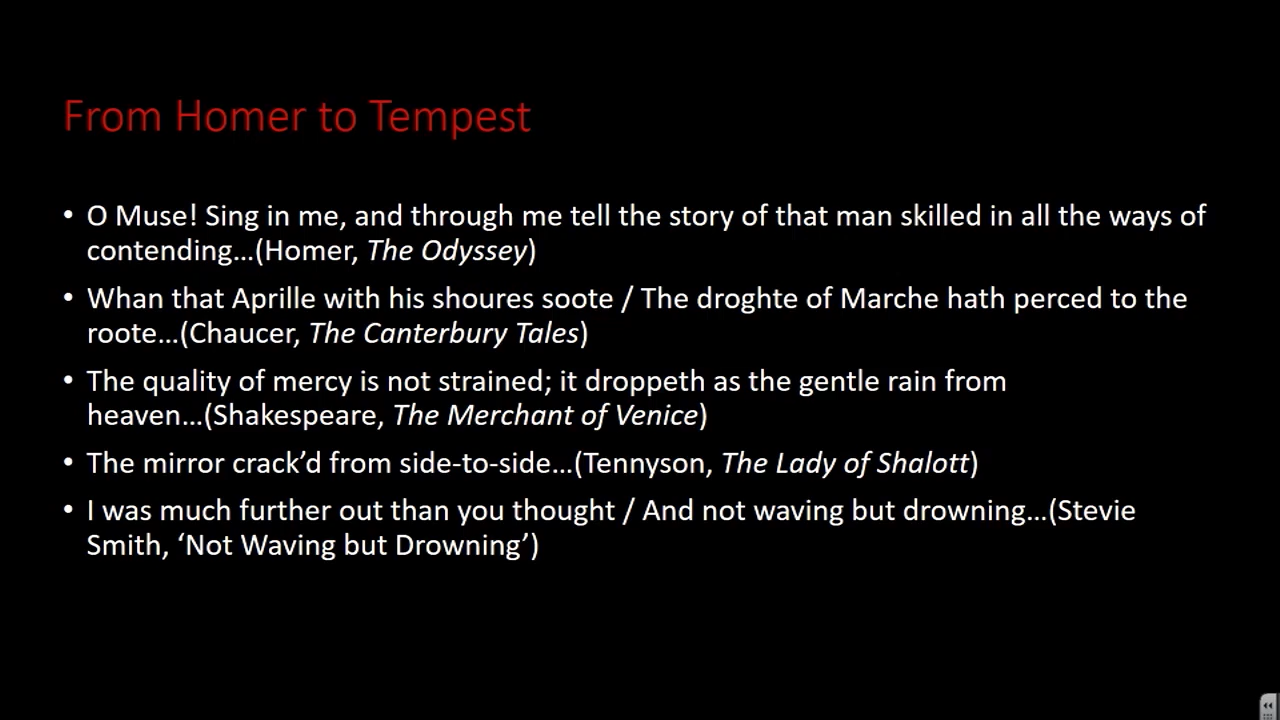 From Homer to Tempest
• O Muse! Sing in me, and through me tell the story of that man skilled in all the ways of
contending…(Homer, The Odyssey)
• Whan that Aprille with his shoures soote / The droghte of Marche hath perced to the
roote…(Chaucer, The Canterbury Tales)
• The quality of mercy is not strained; it droppeth as the gentle rain from
heaven…(Shakespeare, The Merchant of Venice)
• The mirror crack’d from side-to-side…(Tennyson, The Lady of Shalott)
• I was much further out than you thought / And not waving but drowning…(Stevie
Smith, ‘Not Waving but Drowning’)